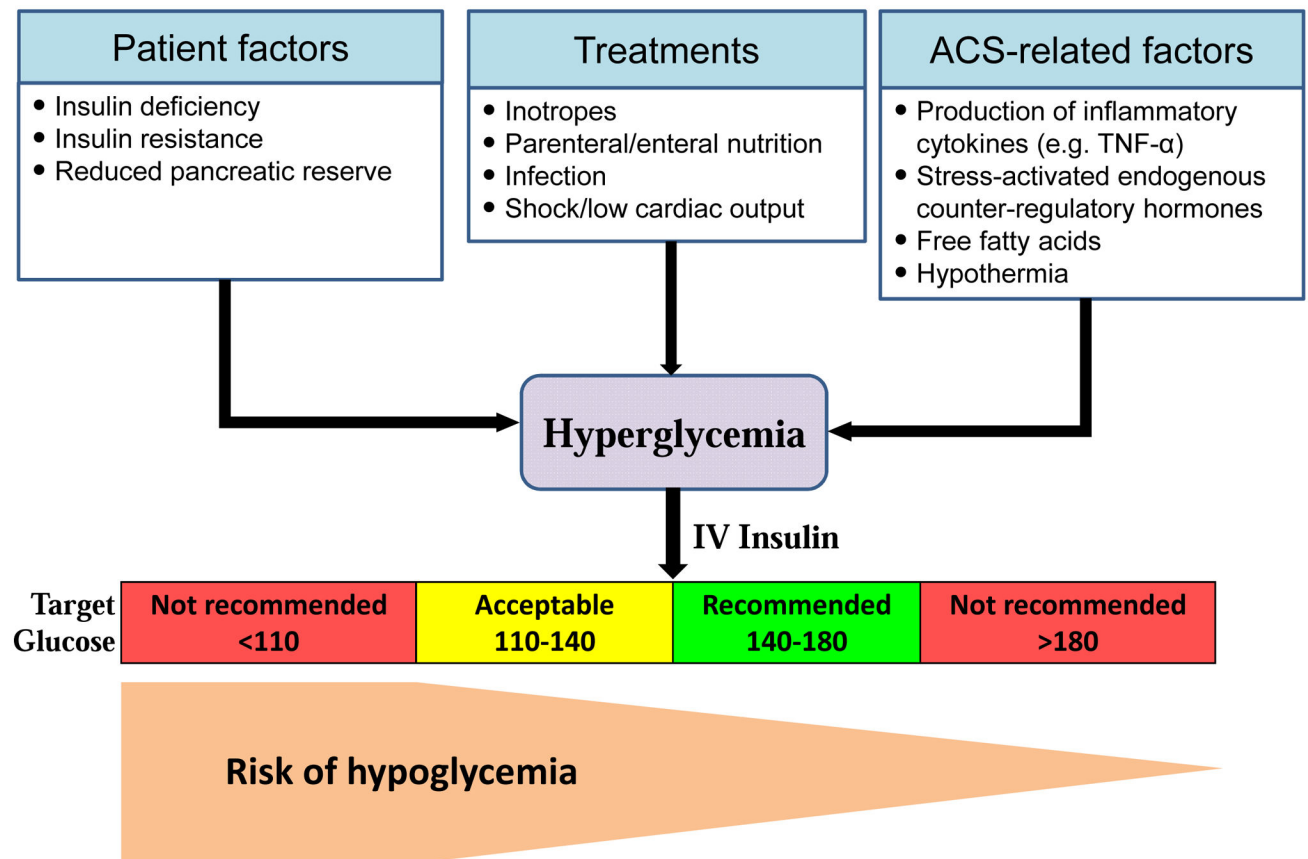 Patient factors
• Insulin deficiency
• Insulin resistance
• Reduced pancreatic reserve
Treatments
• Inotropes
• Parenteral/enteral nutrition
• Infection
• Shock/low cardiac output
ACS-related factors
• Production of inflammatory
cytokines (e.g. TNF-α)
• Stress-activated endogenous
counter-regulatory hormones
• Free fatty acids
• Hypothermia
Hyperglycemia
IV Insulin
Target
Glucose
Not recommended
<110
Acceptable
110-140
Recommended
140-180
Not recommended
>180
Risk of hypoglycemia